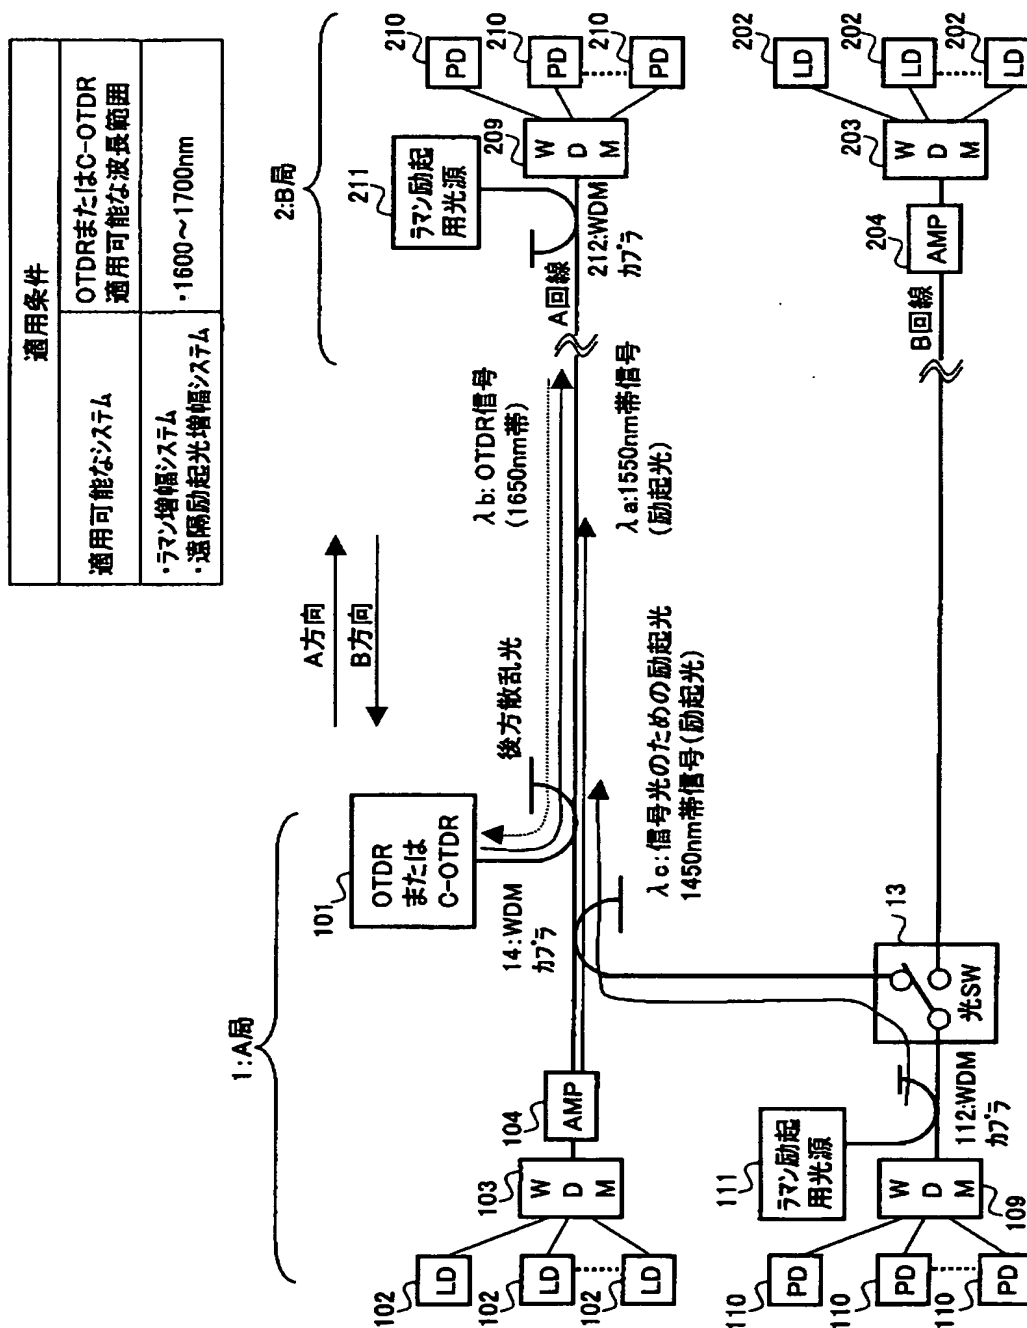 適用条件
適用可能なシステム
OTDRまたはC-OTDR
適用可能な波長範囲
・ラマン増幅システム
・遠隔励起光増幅システム
・1600～1700nm
A方向
B方向
1:A局
2:B局
101
OTDR
または
C-OTDR
後方散乱光
λb: OTDR信号
(1650nm帯)
211
ラマン励起
用光源
209
W
D
M
210
PD
210
PD
210
PD
102
LD
102
LD
102
LD
103
W
D
M
104
AMP
14:WDM
カプラ
A回線
212:WDM
カプラ
λa:1550nm帯信号
(励起光)
λc:信号光のための励起光
1450nm帯信号(励起光)
111
ラマン励起
用光源
110
PD
110
PD
110
PD
109
W
D
M
112:WDM
カプラ
13
光SW
B回線
204
AMP
203
W
D
M
202
LD
202
LD
202
LD